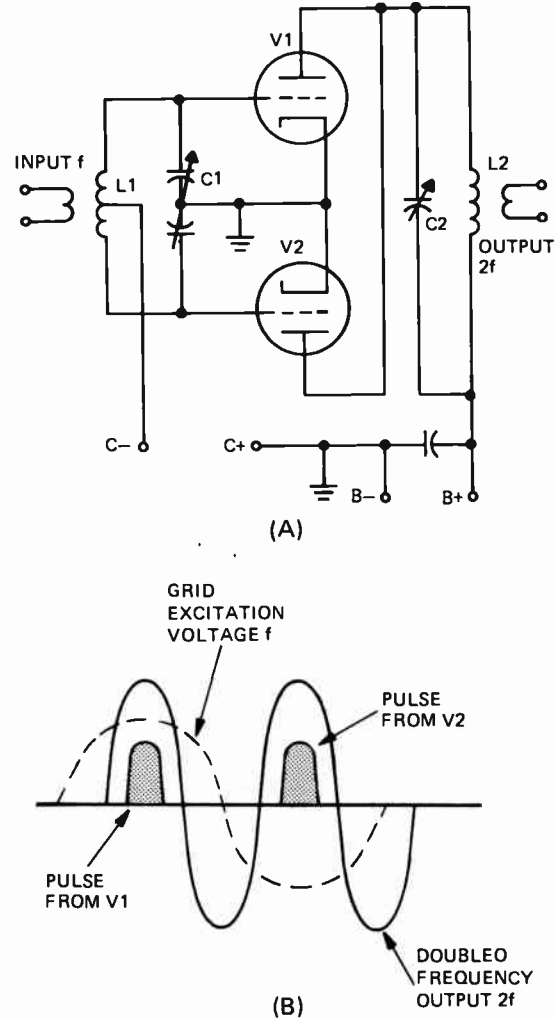 V1
INPUT f
L1
C1
L2
C2
V2
OUTPUT
2f
C–
C+
B–
B+
(A)
GRID
EXCITATION
VOLTAGE f
PULSE
FROM V2
PULSE
FROM V1
DOUBLEO
FREQUENCY
OUTPUT 2f
(B)